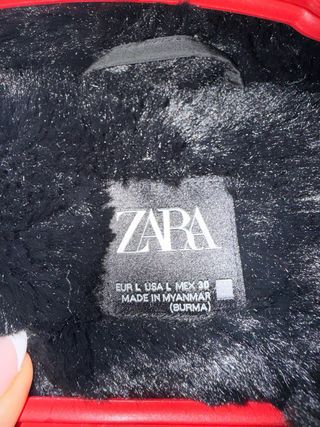 ZARA
EUR L USA L MEX 30
MADE IN MYANMAR
(BURMA)